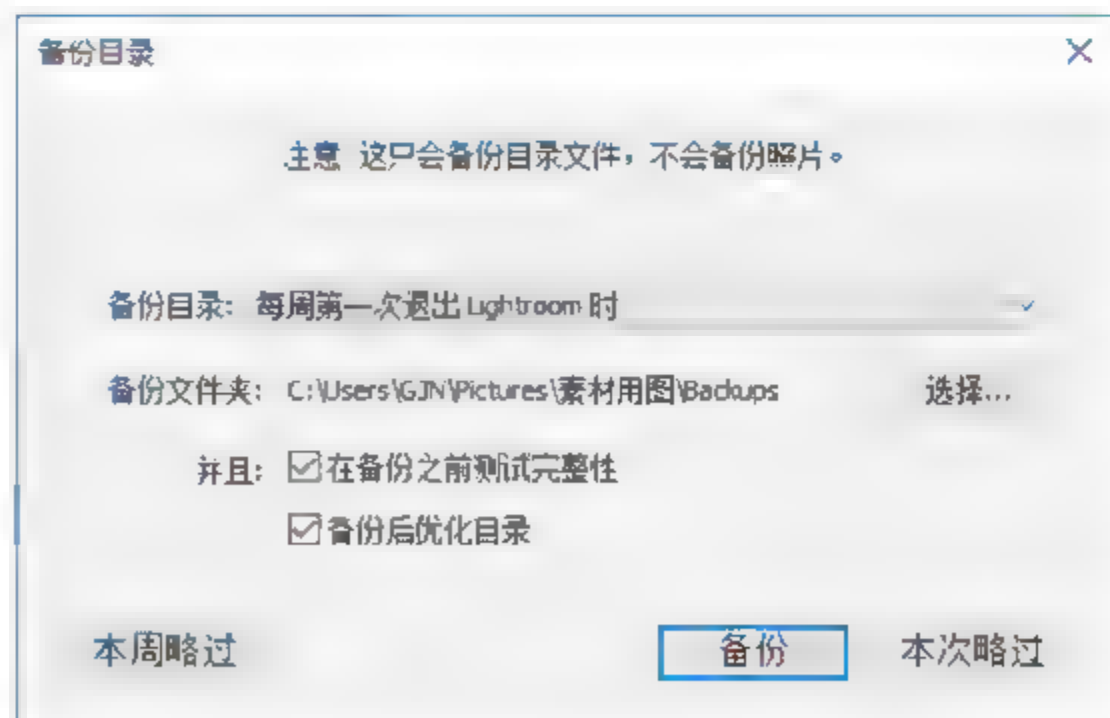 备份目录
主意 这只会备份目录文件，不会备份照片。
备份目录: 每周第一次退出 Lightroom 时
备份文件夹: C:\Users\GJN\Pictures\素材用图\Backups 选择...
并且: 在备份之前测试完整性
备份后优化目录
本周略过 备份 本次略过